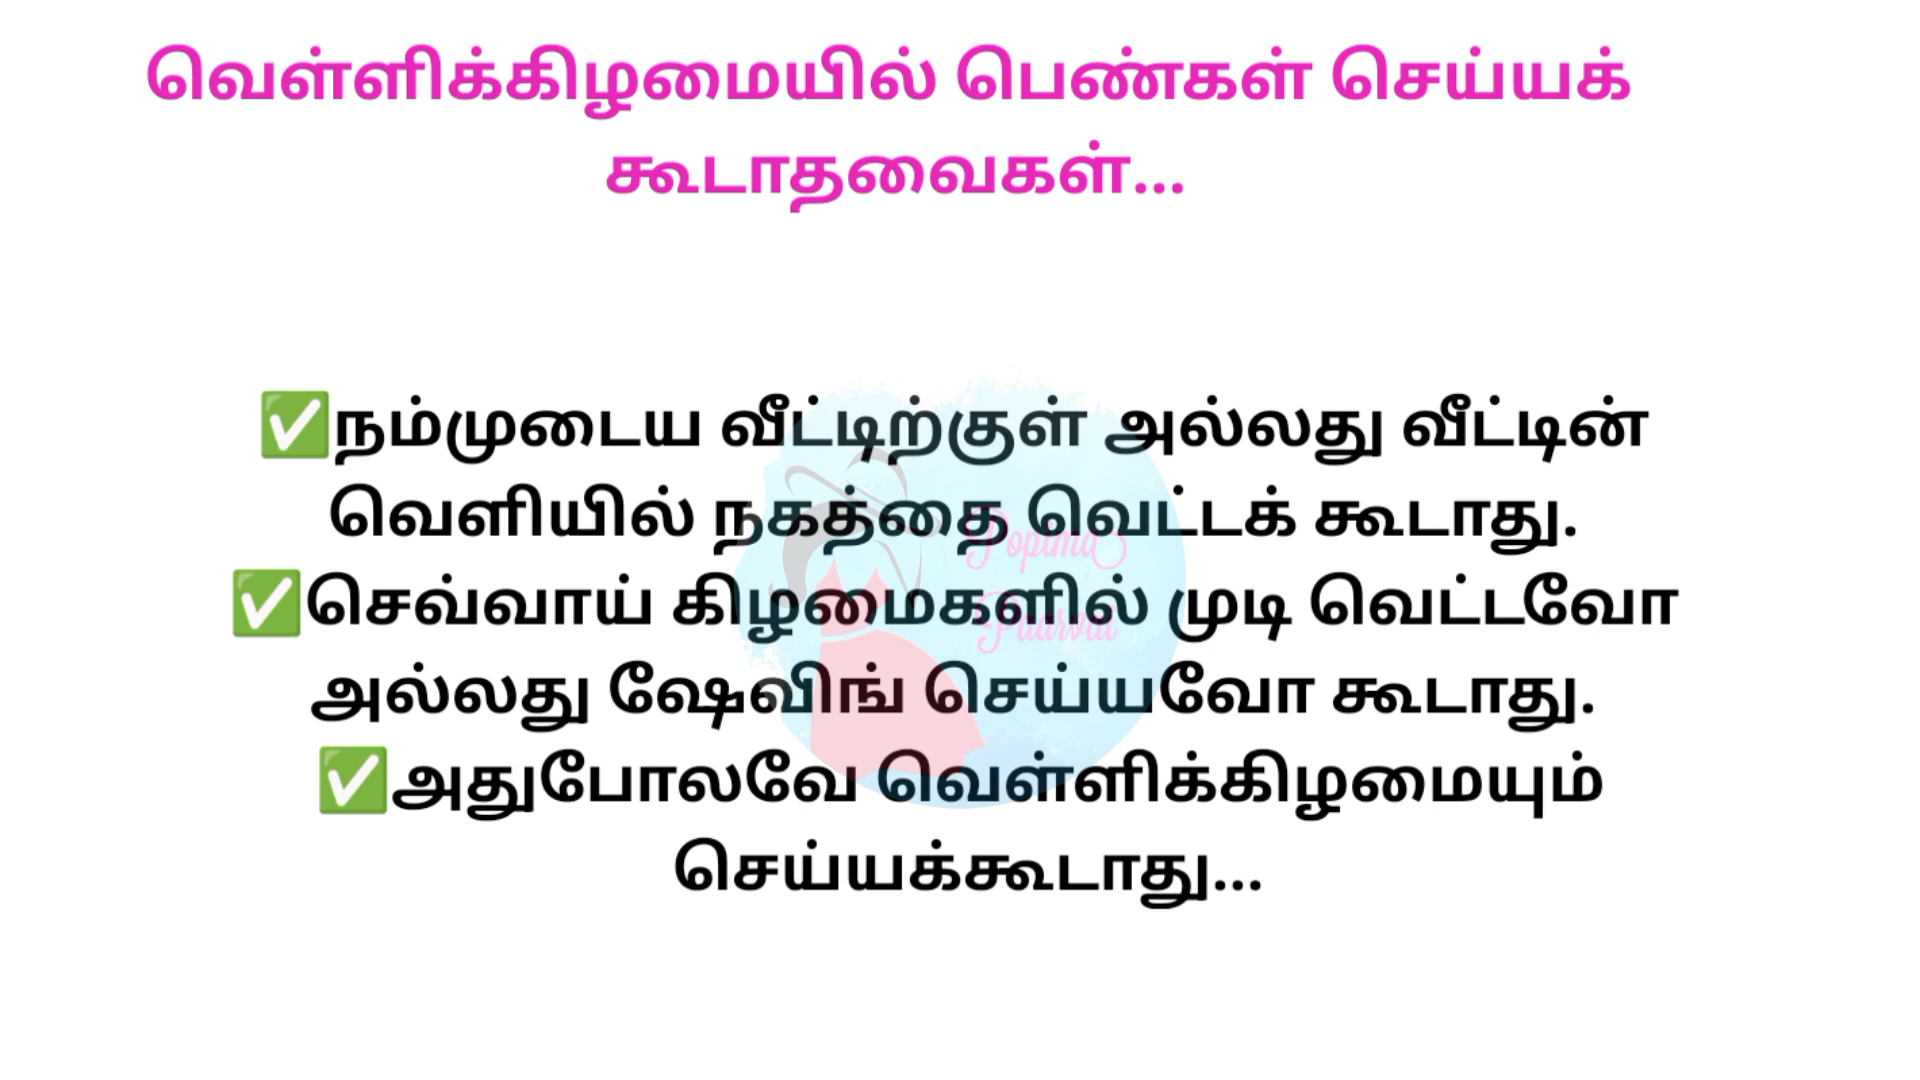 வெள்ளிக்கிழமையில் பெண்கள் செய்யக்
கூடாதவைகள்...
✅நம்முடைய வீட்டிற்குள் அல்லது வீட்டின்
வெளியில் நகத்தை வெட்டக் கூடாது.
✅செவ்வாய் கிழமைகளில் முடி வெட்டவோ
அல்லது ஷேவிங் செய்யவோ கூடாது.
✅அதுபோலவே வெள்ளிக்கிழமையும்
செய்யக்கூடாது...
Paarvai